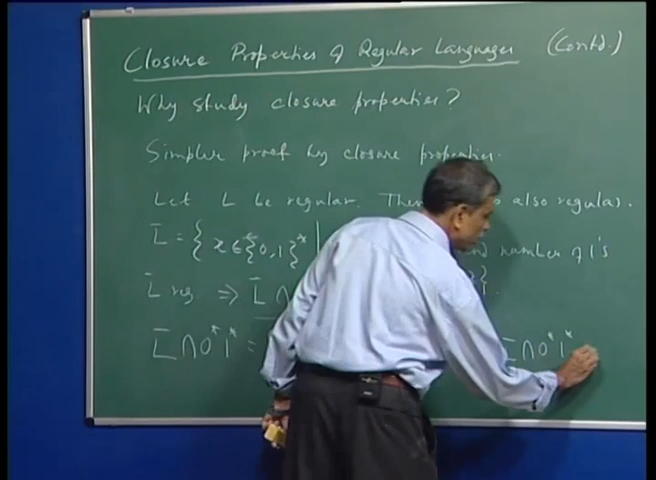 Closure Properties of Regular Languages (Contd.)
Why study closure properties?
Simpler proof by closure properties.
Let L be regular. Then also regular.
L̅ = { x ∈ {0,1}* | and number of 1's
L̅ reg. ⇒ L̅ ∩ }
L̅ ∩ 0* 1* = L̅ ∩ 0* 1*